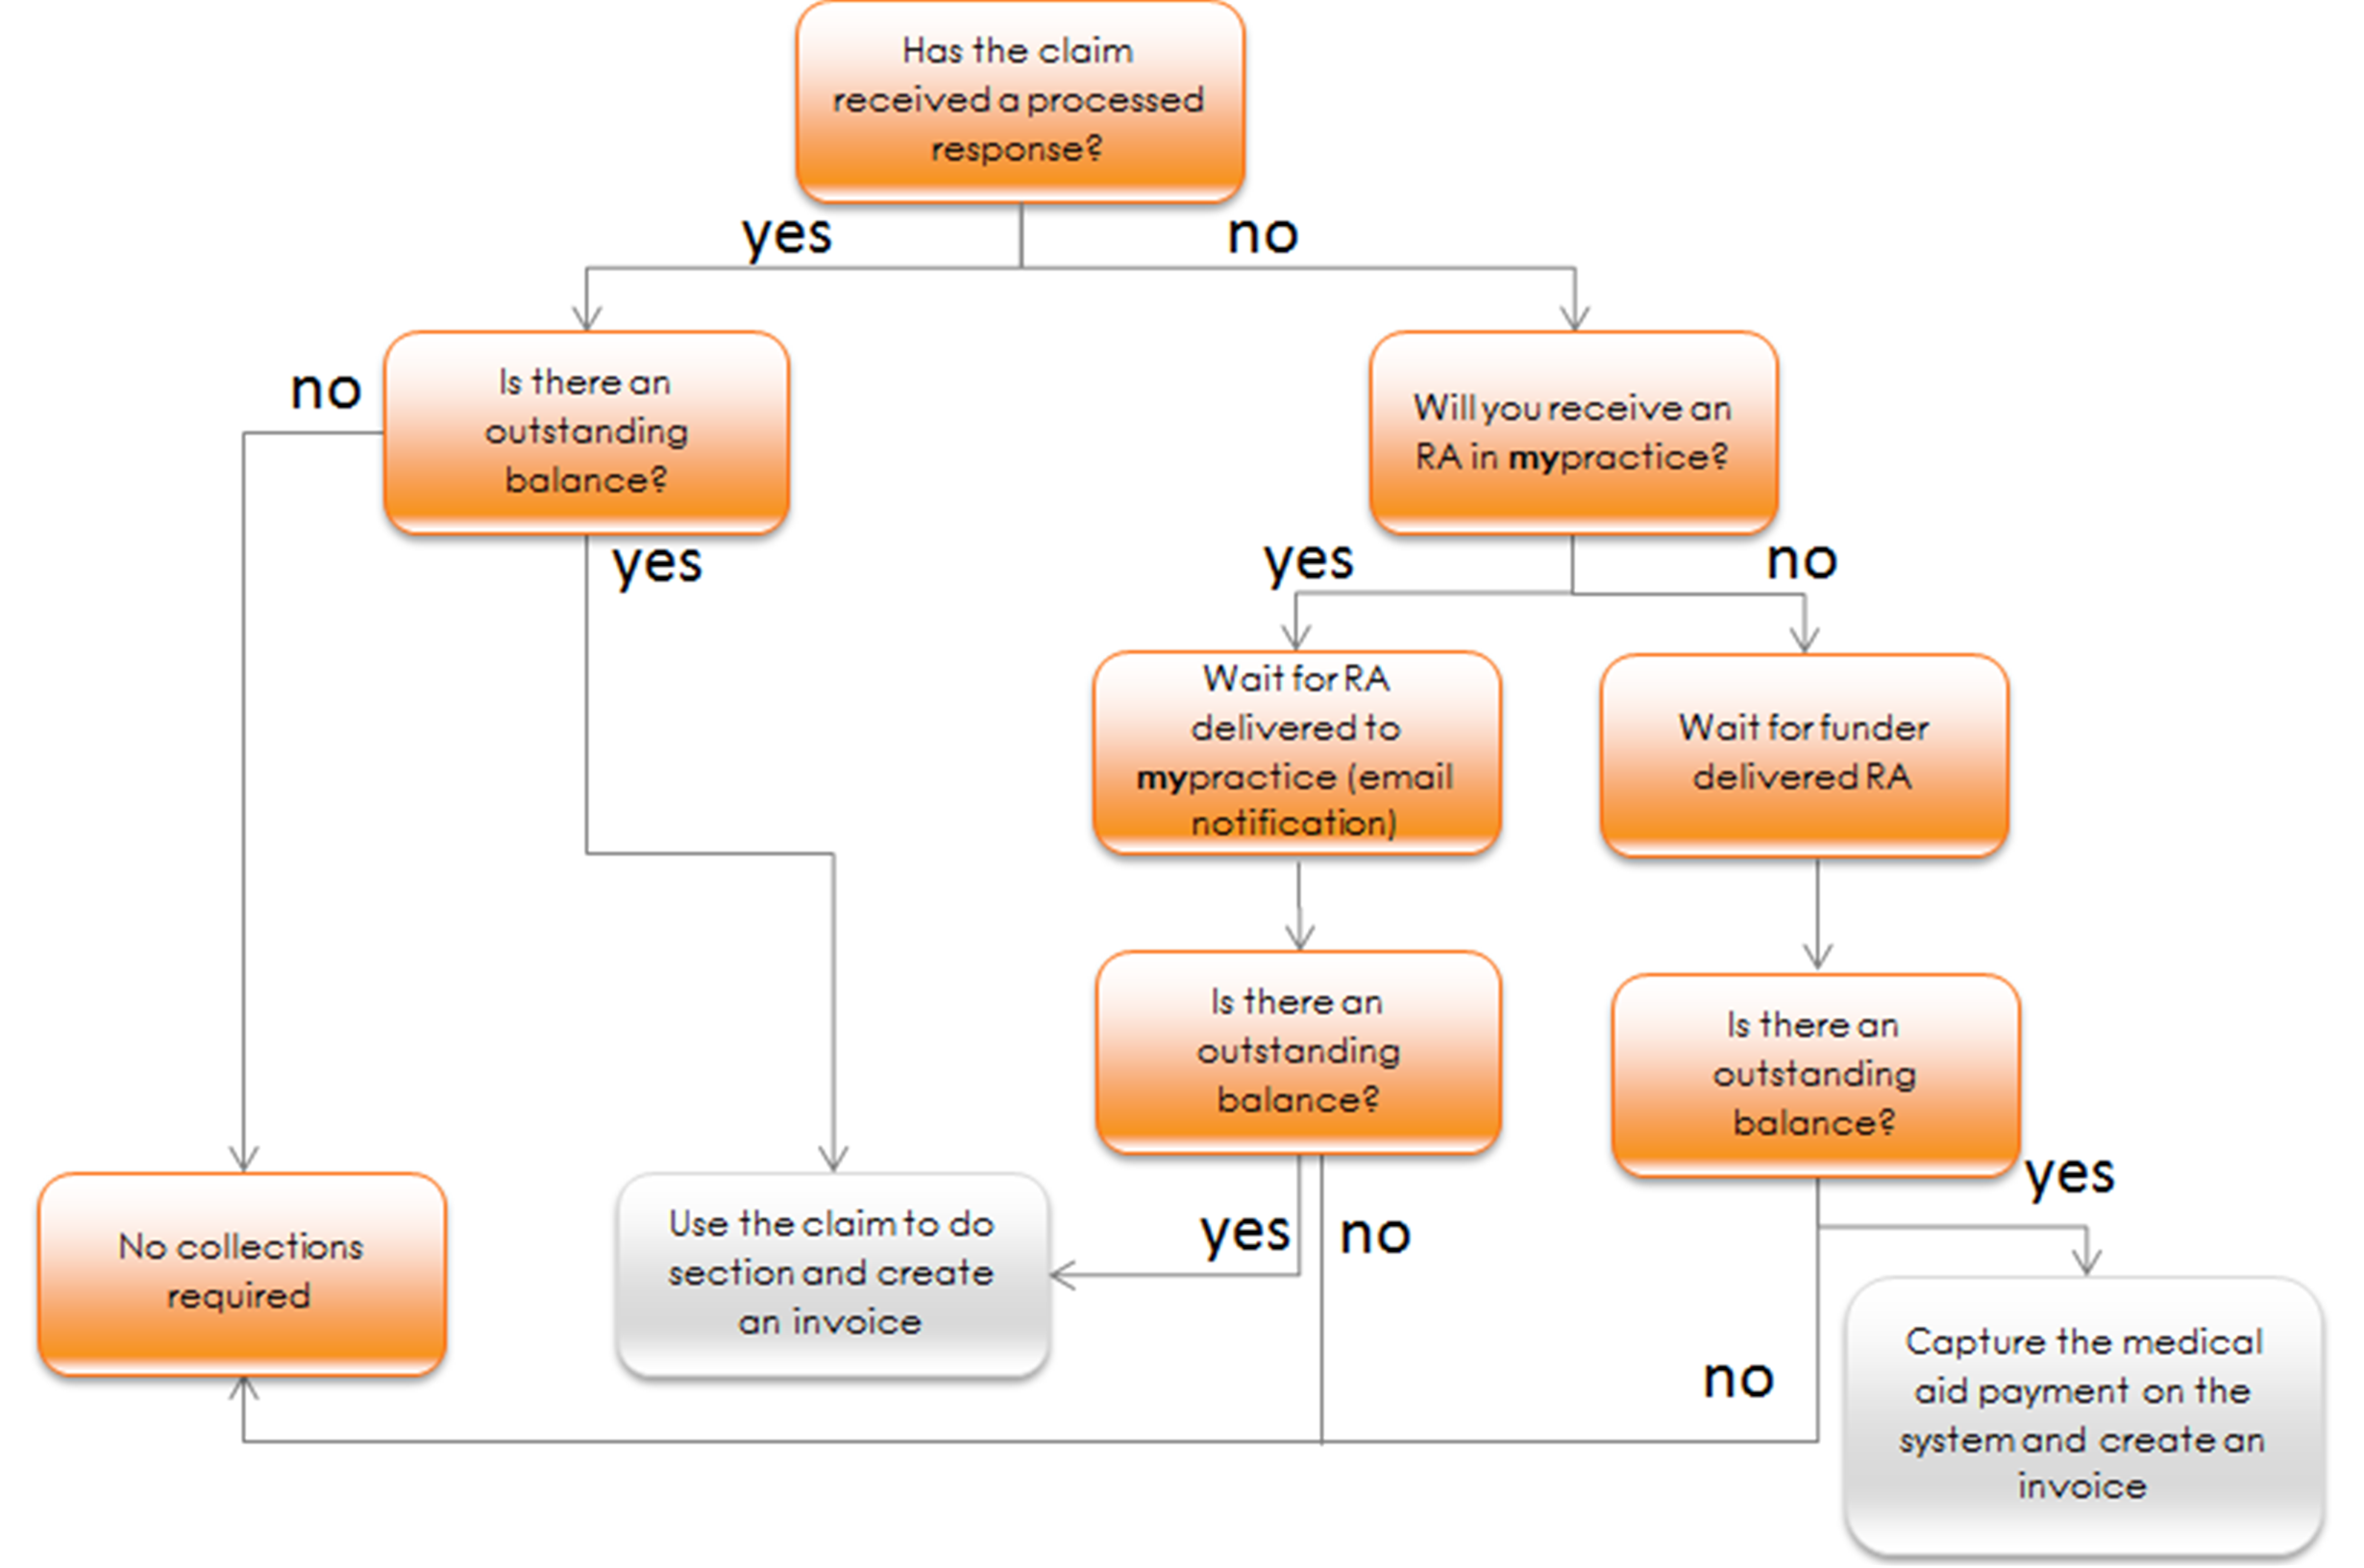 Has the claim
received a processed
response?
yes
no
Is there an
outstanding
balance?
no
yes
Will you receive an
RA in mypractice?
yes
no
Wait for RA
delivered to
mypractice (email
notification)
Wait for funder
delivered RA
Is there an
outstanding
balance?
Is there an
outstanding
balance?
yes
No collections
required
Use the claim to do
section and create
an invoice
yes
no
no
Capture the medical
aid payment on the
system and create an
invoice